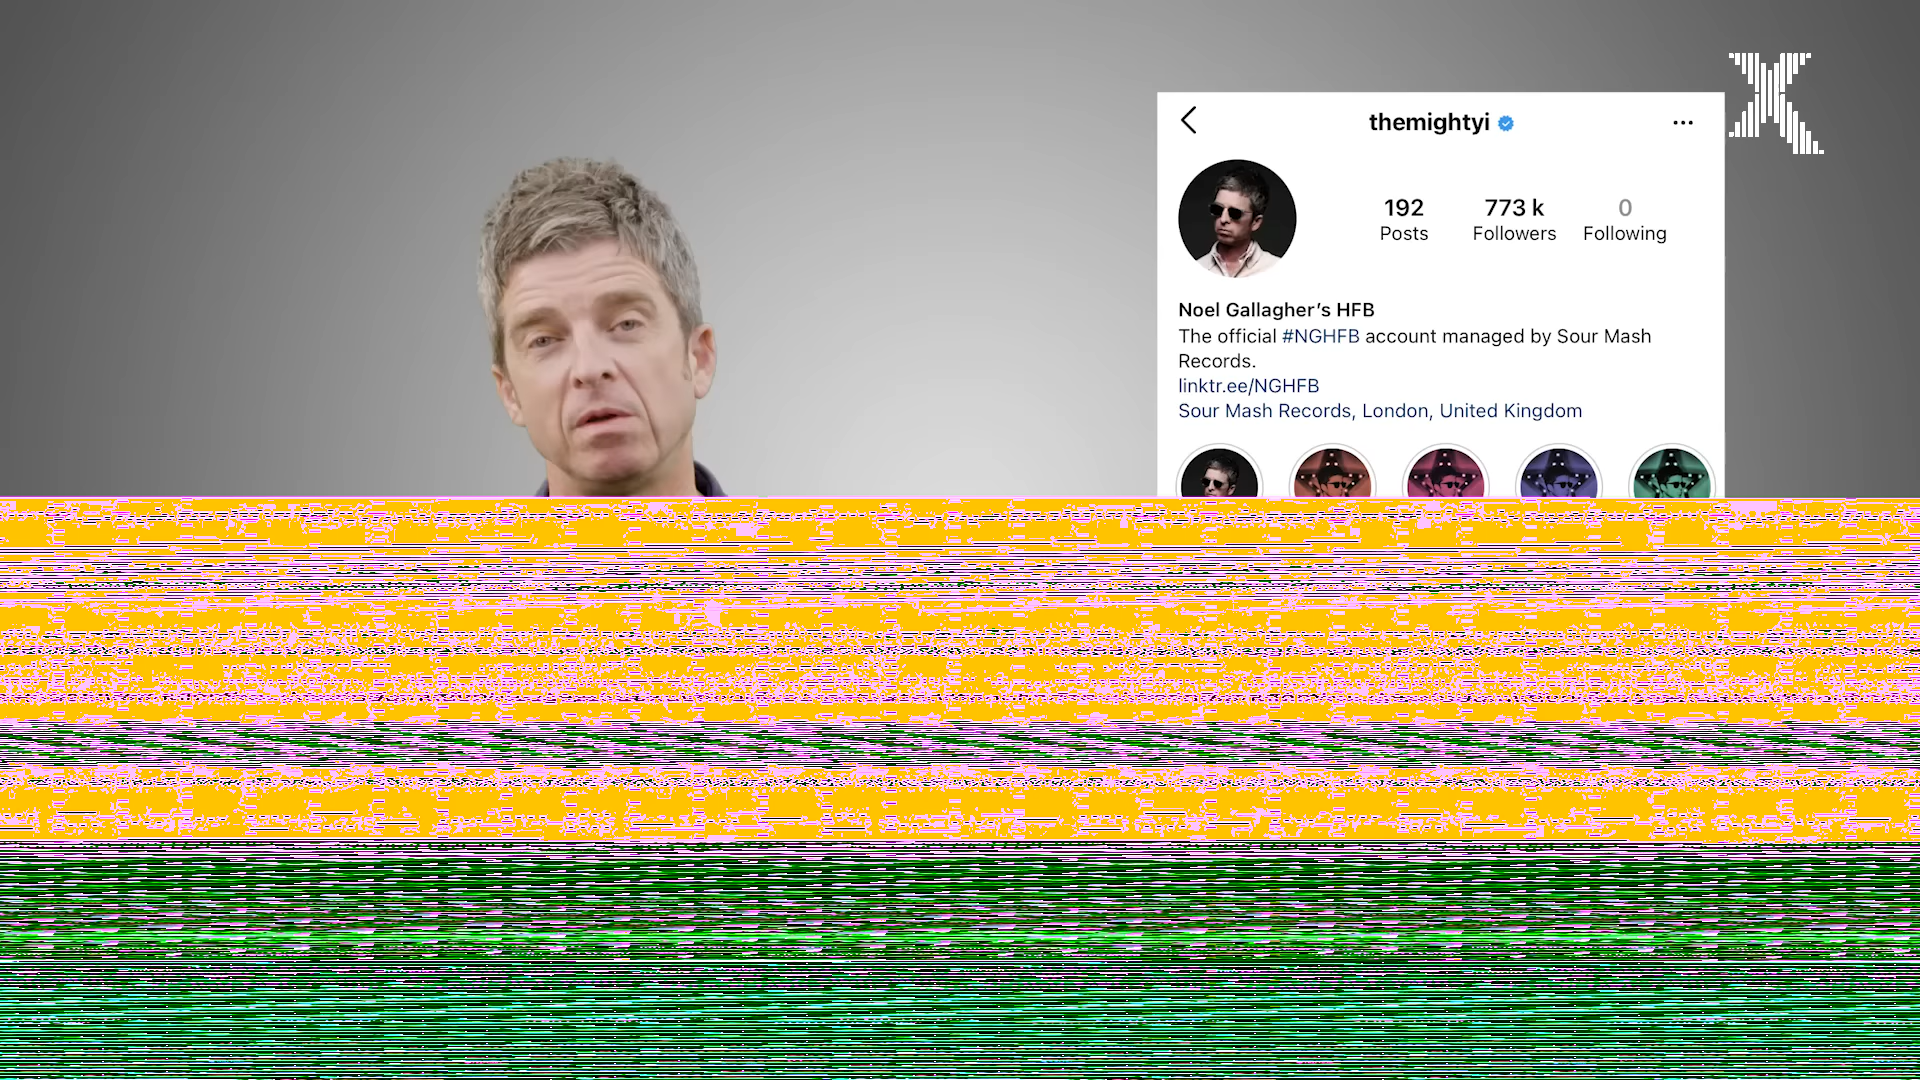 themightyi
192
773 k
0
Posts
Followers
Following
Noel Gallagher’s HFB
The official #NGHFB account managed by Sour Mash
Records.
linktr.ee/NGHFB
Sour Mash Records, London, United Kingdom